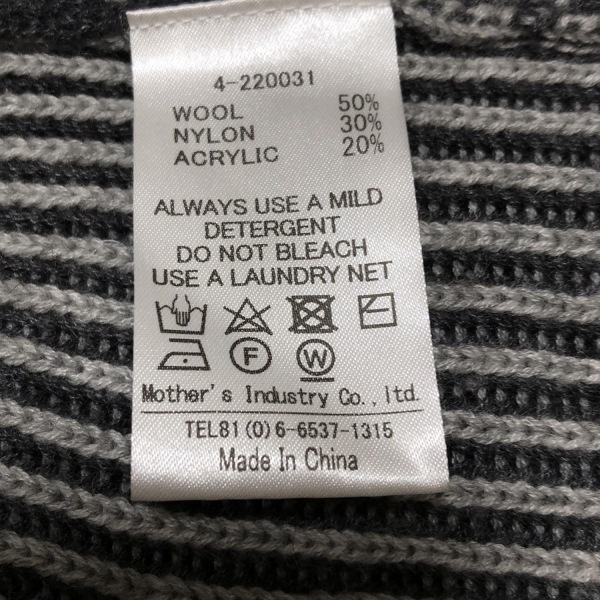 4-220031
WOOL 50%
NYLON 30%
ACRYLIC 20%
ALWAYS USE A MILD
DETERGENT
DO NOT BLEACH
USE A LAUNDRY NET
F W
Mother's Industry Co.,ltd.
TEL81(0)6-6537-1315
Made In China